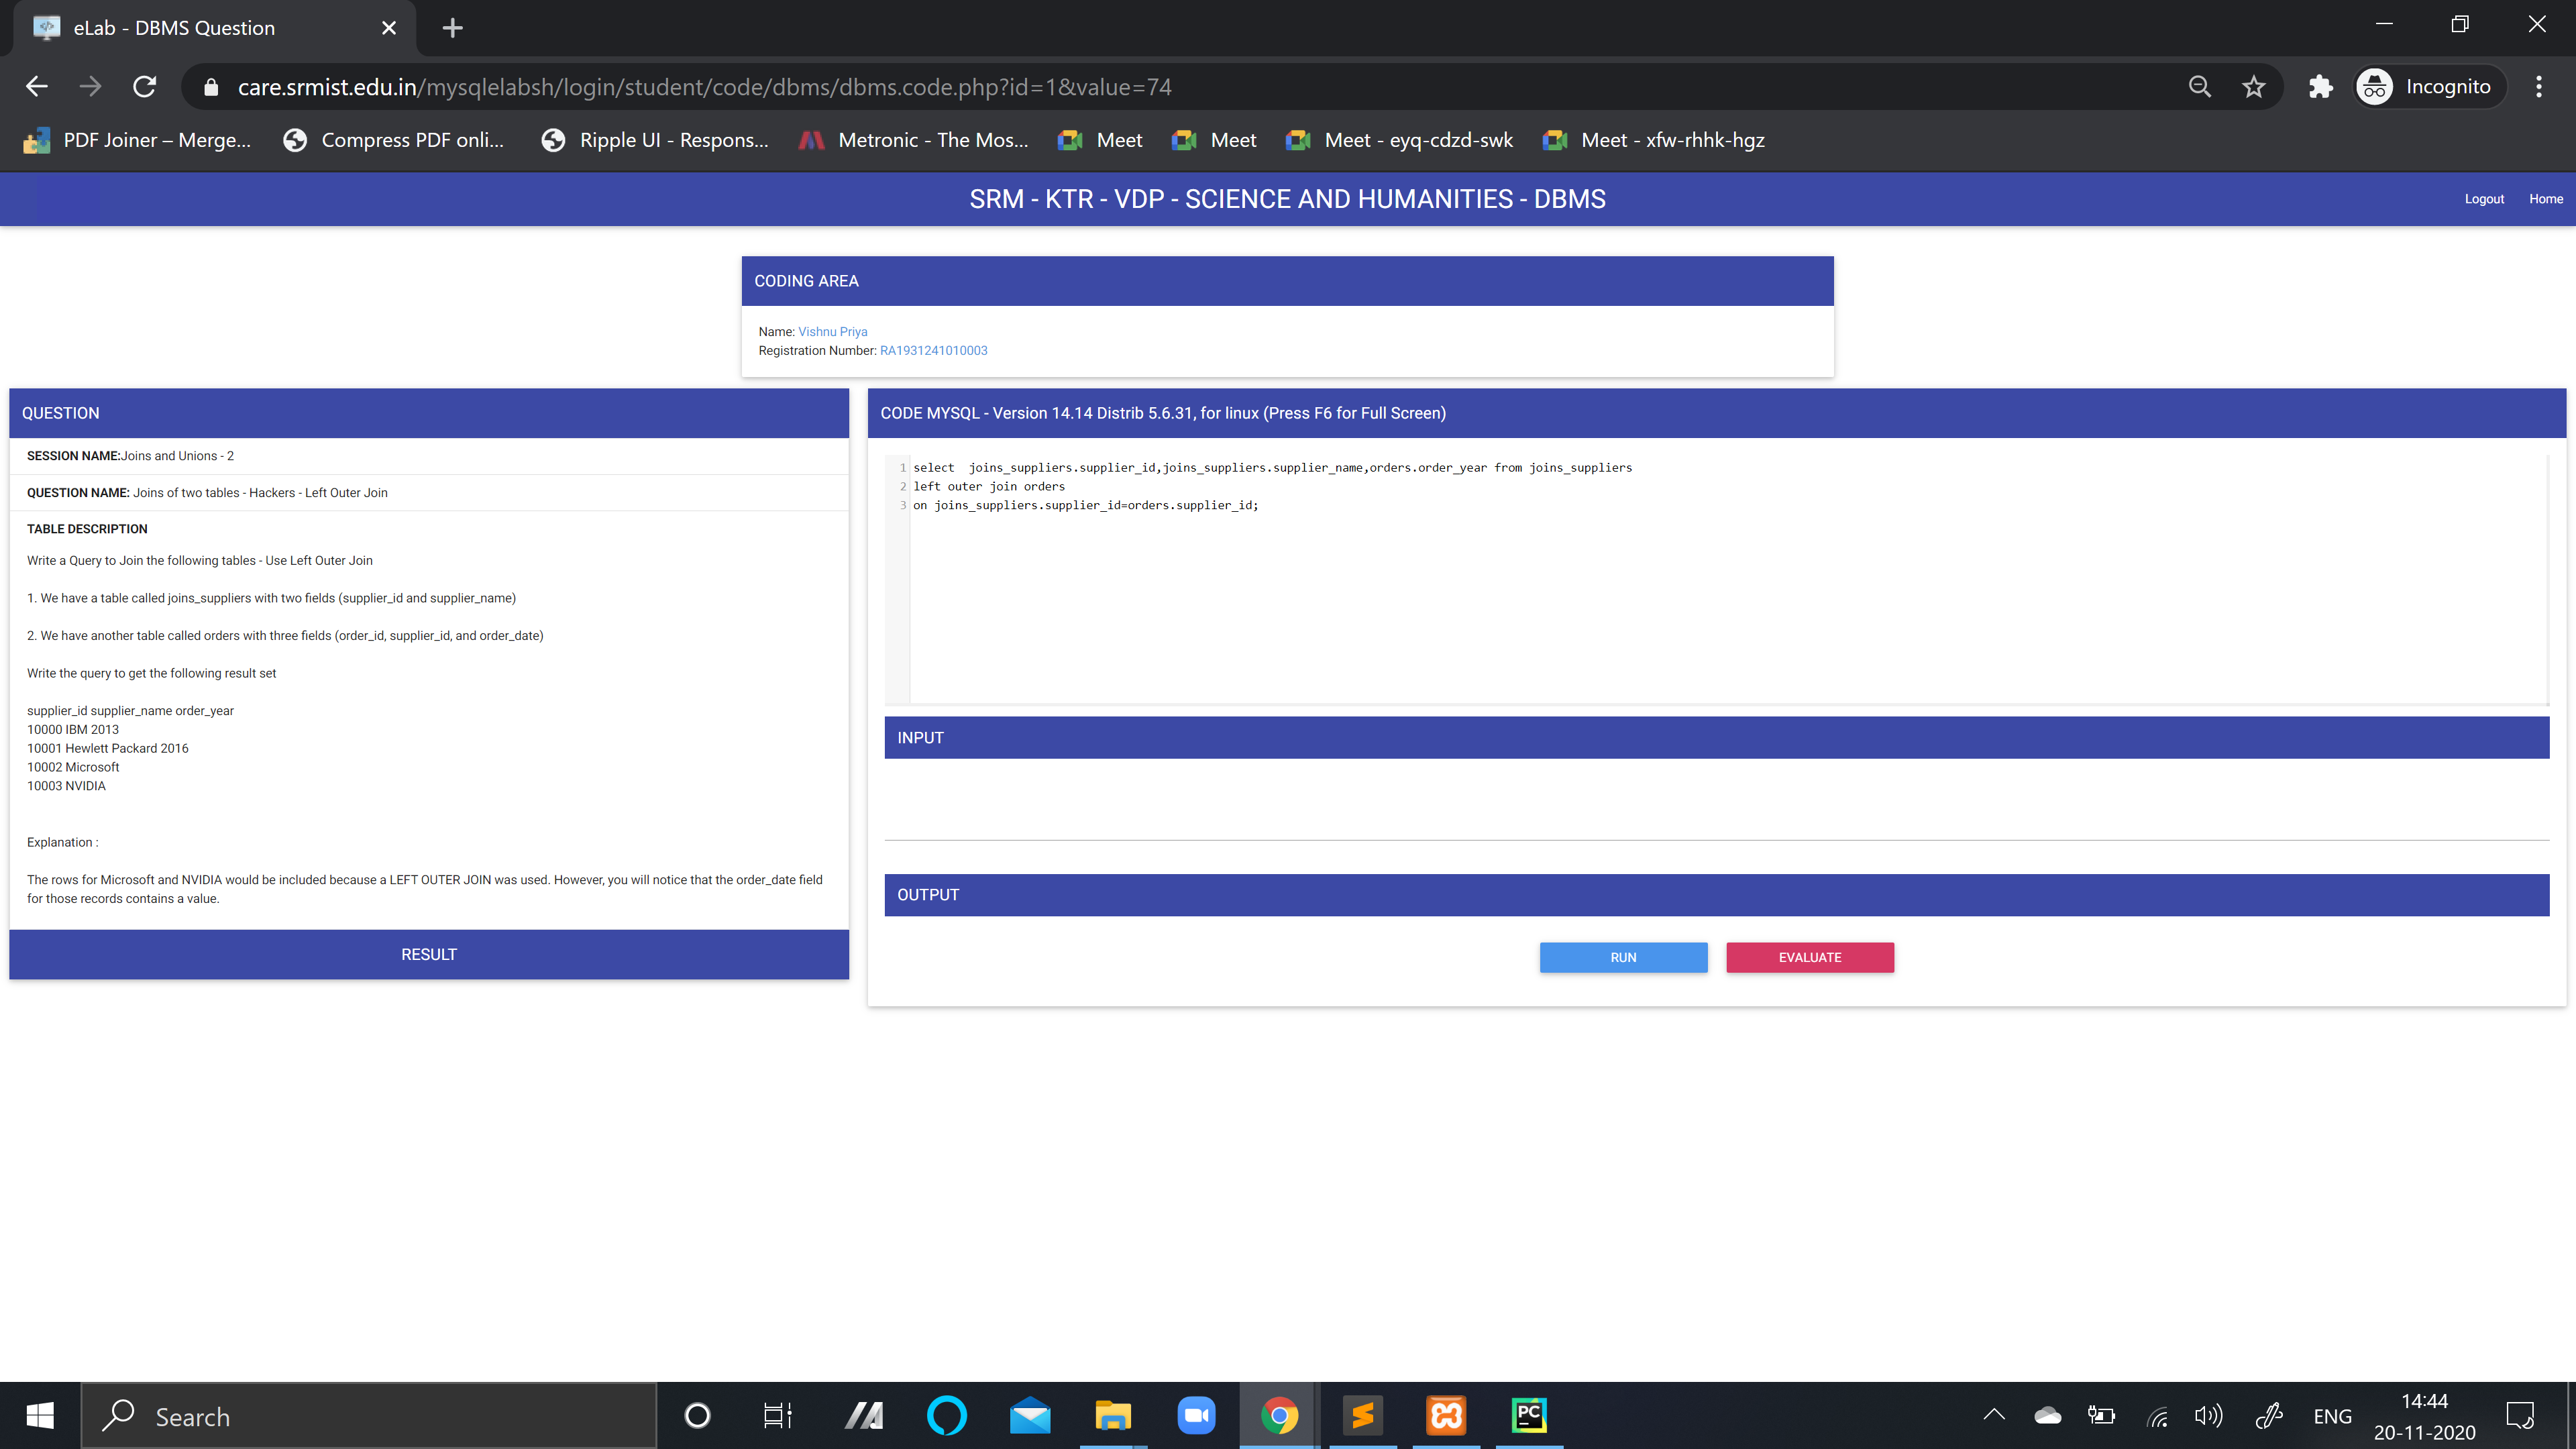 eLab - DBMS Question
care.srmist.edu.in/mysqlelabsh/login/student/code/dbms/dbms.code.php?id=1&value=74
Incognito
PDF Joiner – Merge...
Compress PDF onli...
Ripple UI - Respons...
Metronic - The Mos...
Meet
Meet
Meet - eyq-cdzd-swk
Meet - xfw-rhhk-hgz
SRM - KTR - VDP - SCIENCE AND HUMANITIES - DBMS
Logout
Home
CODING AREA
Name: Vishnu Priya
Registration Number: RA1931241010003
QUESTION
SESSION NAME:Joins and Unions - 2
QUESTION NAME: Joins of two tables - Hackers - Left Outer Join
TABLE DESCRIPTION
Write a Query to Join the following tables - Use Left Outer Join
1. We have a table called joins_suppliers with two fields (supplier_id and supplier_name)
2. We have another table called orders with three fields (order_id, supplier_id, and order_date)
Write the query to get the following result set
supplier_id supplier_name order_year
10000 IBM 2013
10001 Hewlett Packard 2016
10002 Microsoft
10003 NVIDIA
Explanation :
The rows for Microsoft and NVIDIA would be included because a LEFT OUTER JOIN was used. However, you will notice that the order_date field
for those records contains a value.
RESULT
CODE MYSQL - Version 14.14 Distrib 5.6.31, for linux (Press F6 for Full Screen)
1 select  joins_suppliers.supplier_id,joins_suppliers.supplier_name,orders.order_year from joins_suppliers
2 left outer join orders
3 on joins_suppliers.supplier_id=orders.supplier_id;
INPUT
OUTPUT
RUN
EVALUATE
Search
PC
ENG
14:44
20-11-2020